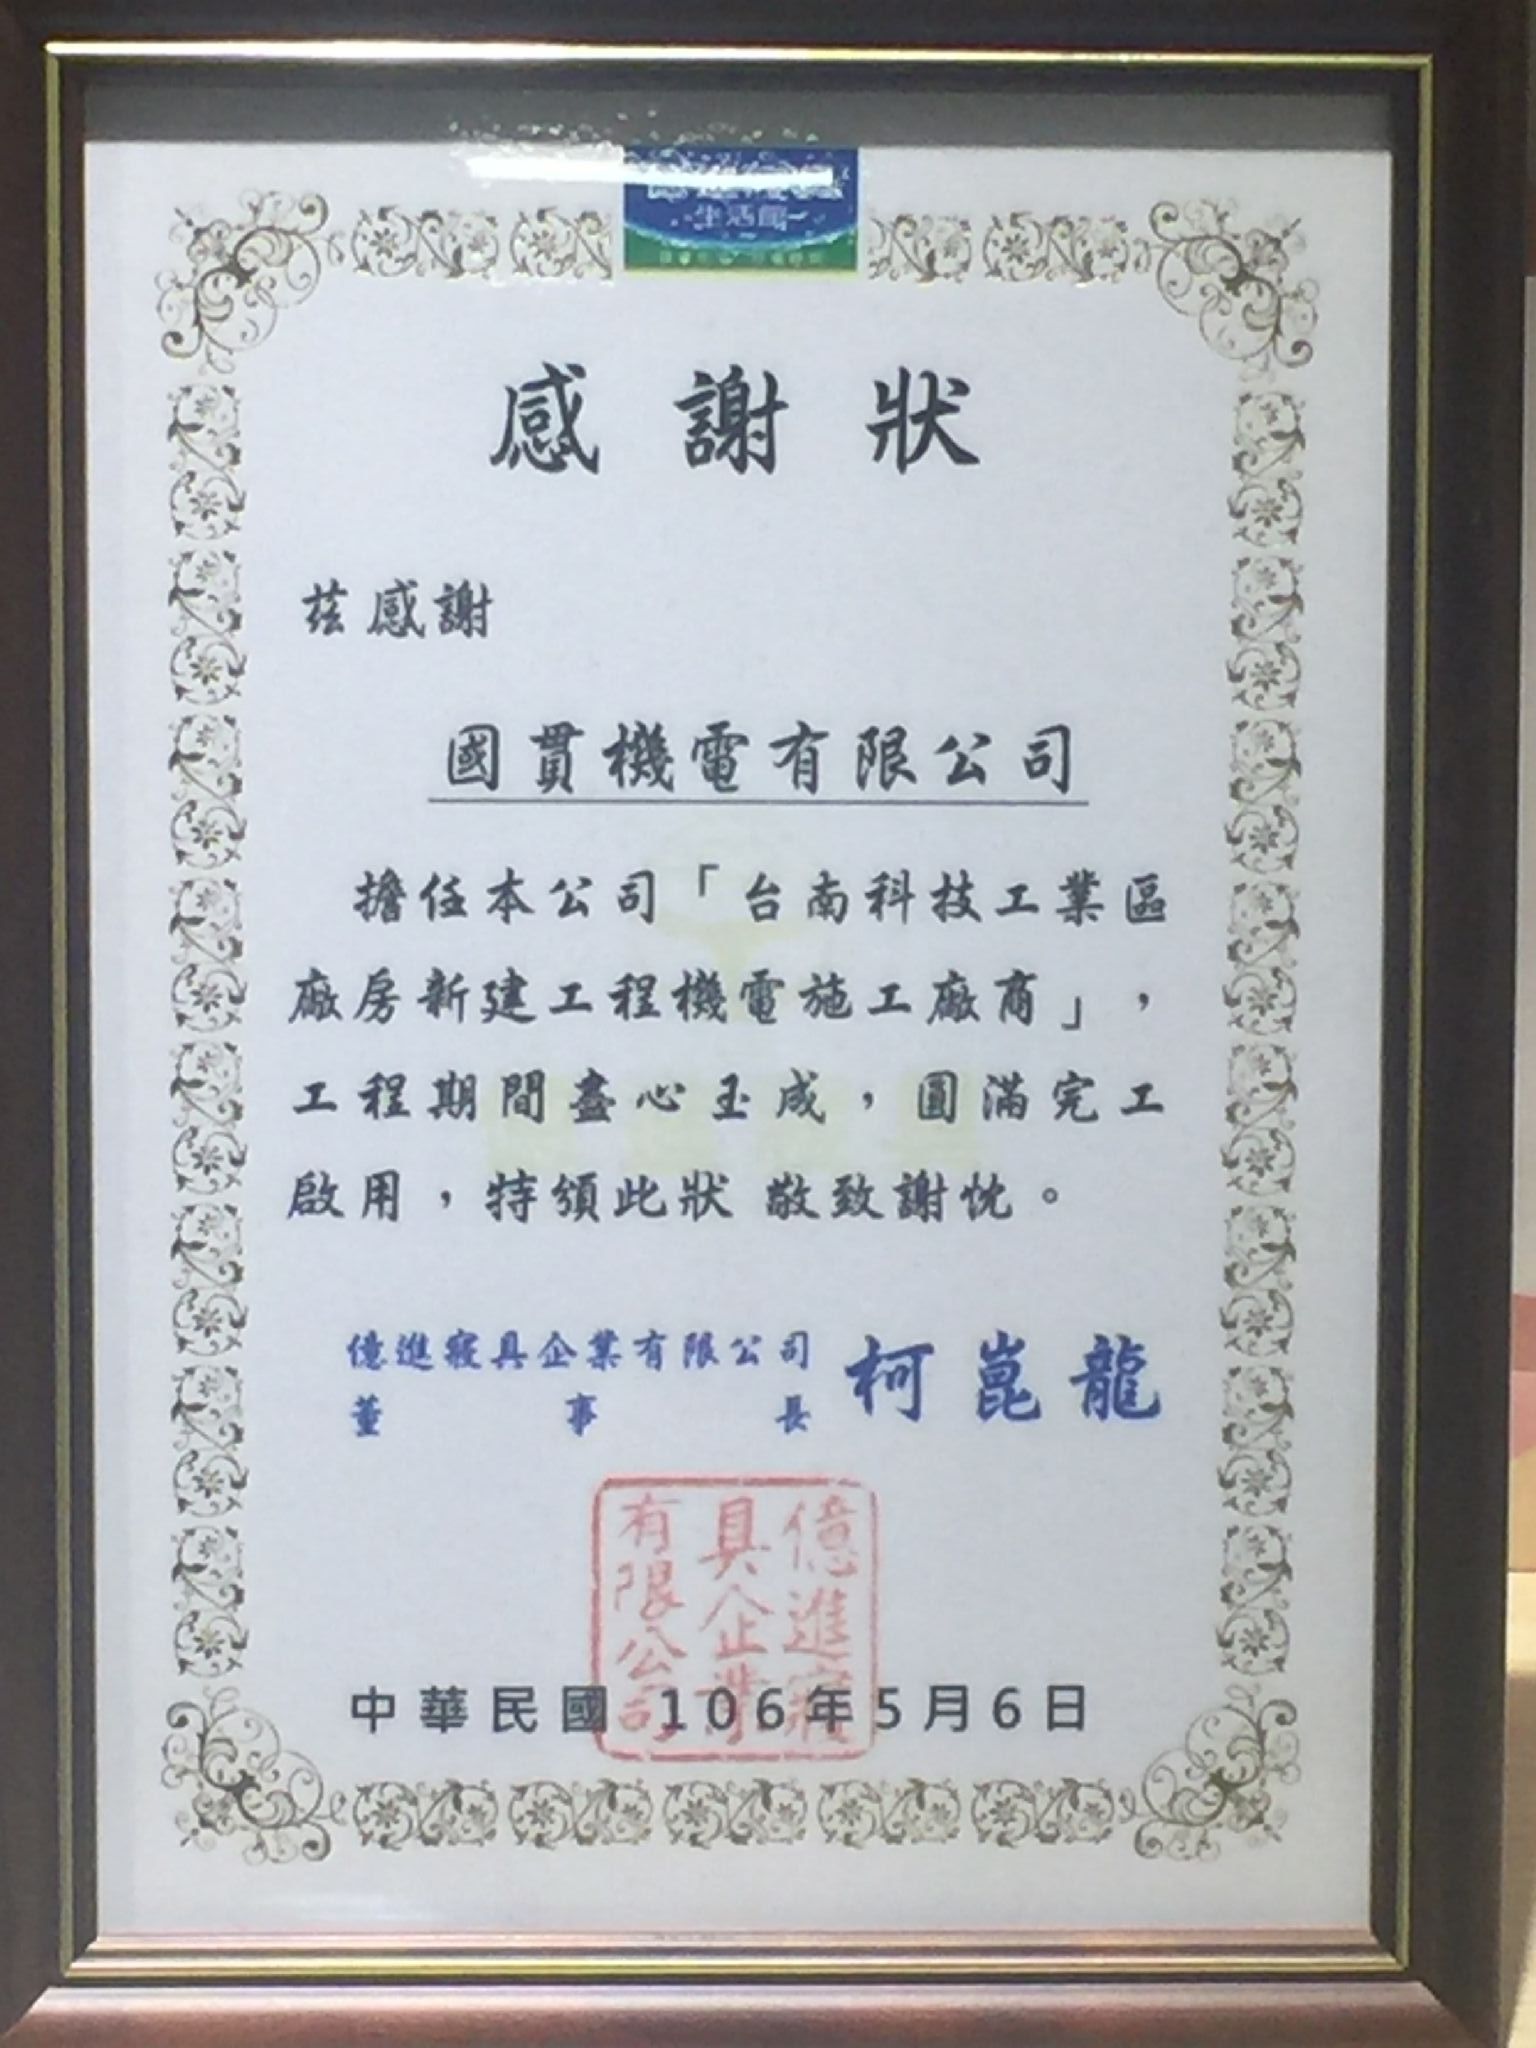 生活館
感謝狀
茲感謝
國貫機電有限公司
擔任本公司「台南科技工業區
廠房新建工程機電施工廠商」，
工程期間盡心玉成，圓滿完工
啟用，特頒此狀 敬致謝忱。
億進寢具企業有限公司
董事長
柯崑龍
億進寢
具企業
有限公司
中華民國 106年5月6日